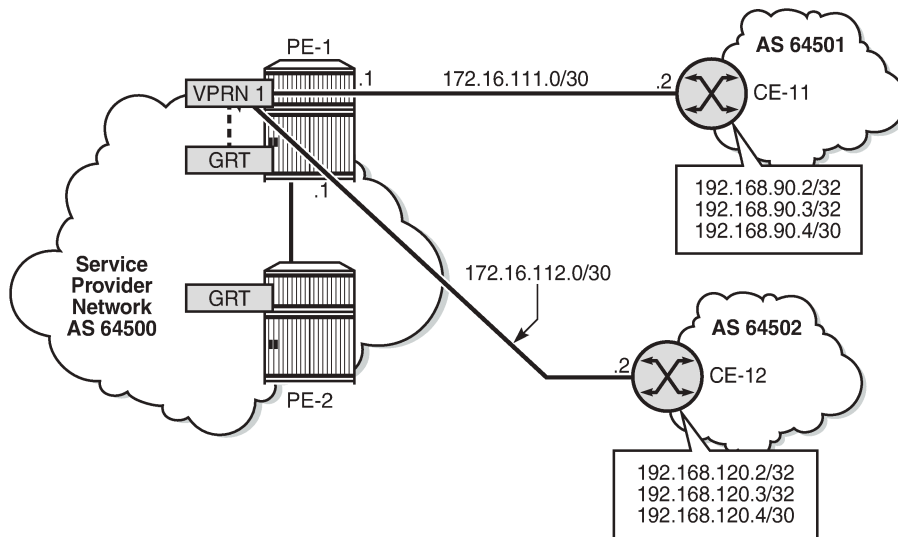 PE-1
AS 64501
VPRN 1
.1
172.16.111.0/30
.2
CE-11
GRT
.1
192.168.90.2/32
192.168.90.3/32
192.168.90.4/30
Service
Provider
Network
AS 64500
GRT
172.16.112.0/30
AS 64502
.2
CE-12
PE-2
192.168.120.2/32
192.168.120.3/32
192.168.120.4/30